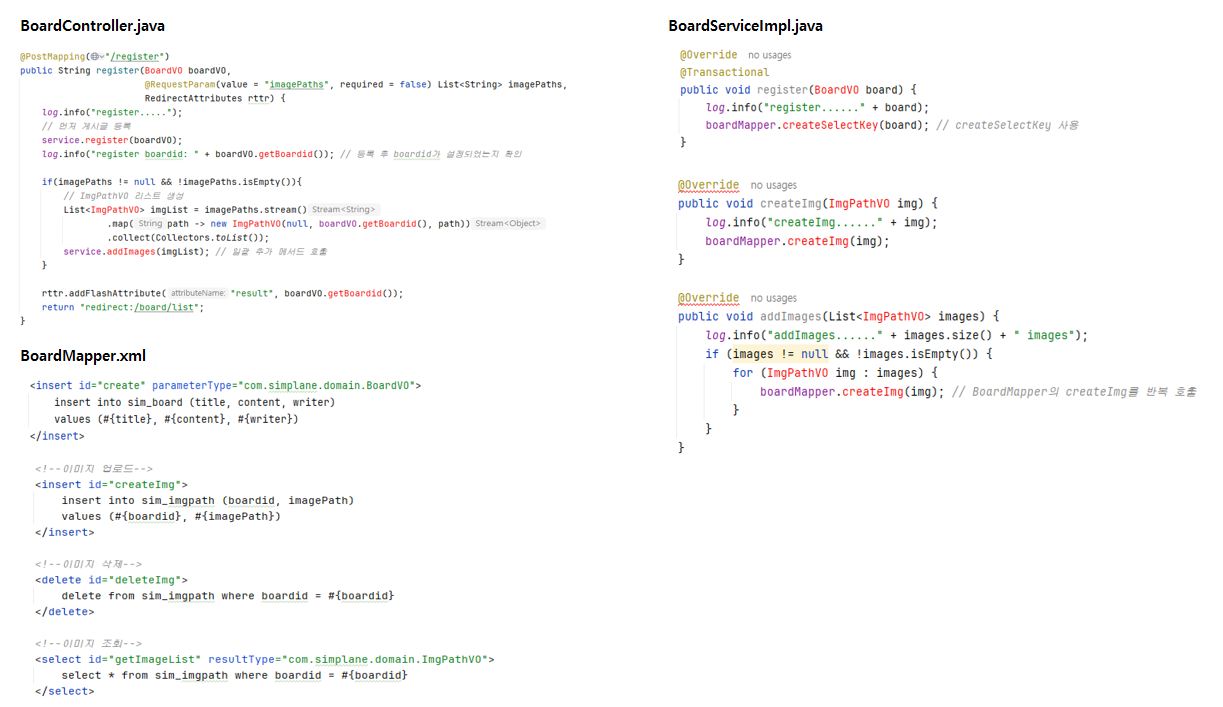 BoardController.java
@PostMapping("/register")
public String register(BoardVO boardVO,
@RequestParam(value = "imagePaths", required = false) List<String> imagePaths,
RedirectAttributes rttr) {
log.info("register.....");
// 먼저 게시글 등록
service.register(boardVO);
log.info("register boardid: " + boardVO.getBoardid()); // 등록 후 boardid가 설정되었는지 확인
if(imagePaths != null && !imagePaths.isEmpty()){
// ImgPathVO 리스트 생성
List<ImgPathVO> imgList = imagePaths.stream() Stream<String>
.map( String path -> new ImgPathVO(null, boardVO.getBoardid(), path)) Stream<Object>
.collect(Collectors.toList());
service.addImages(imgList); // 일괄 추가 메서드 호출
}
rttr.addFlashAttribute( attributeName: "result", boardVO.getBoardid());
return "redirect:/board/list";
}
BoardMapper.xml
<insert id="create" parameterType="com.simplane.domain.BoardVO">
insert into sim_board (title, content, writer)
values (#{title}, #{content}, #{writer})
</insert>
<!--이미지 업로드-->
<insert id="createImg">
insert into sim_imgpath (boardid, imagePath)
values (#{boardid}, #{imagePath})
</insert>
<!--이미지 삭제-->
<delete id="deleteImg">
delete from sim_imgpath where boardid = #{boardid}
</delete>
<!--이미지 조회-->
<select id="getImageList" resultType="com.simplane.domain.ImgPathVO">
select * from sim_imgpath where boardid = #{boardid}
</select>
BoardServiceImpl.java
@Override no usages
@Transactional
public void register(BoardVO board) {
log.info("register......" + board);
boardMapper.createSelectKey(board); // createSelectKey 사용
}
@Override no usages
public void createImg(ImgPathVO img) {
log.info("createImg......" + img);
boardMapper.createImg(img);
}
@Override no usages
public void addImages(List<ImgPathVO> images) {
log.info("addImages......" + images.size() + " images");
if (images != null && !images.isEmpty()) {
for (ImgPathVO img : images) {
boardMapper.createImg(img); // BoardMapper의 createImg를 반복 호출
}
}
}